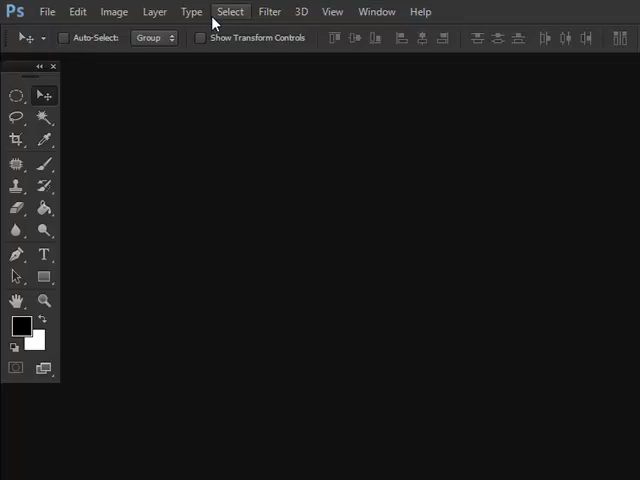 Ps File Edit Image Layer Type Select Filter 3D View Window Help
Auto-Select: Group Show Transform Controls
T